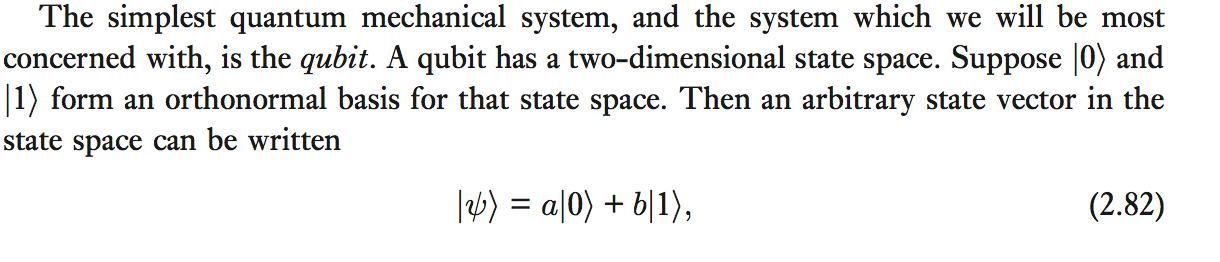 The simplest quantum mechanical system, and the system which we will be most
concerned with, is the qubit. A qubit has a two-dimensional state space. Suppose |0⟩ and
|1⟩ form an orthonormal basis for that state space. Then an arbitrary state vector in the
state space can be written
|ψ⟩ = a|0⟩ + b|1⟩, (2.82)